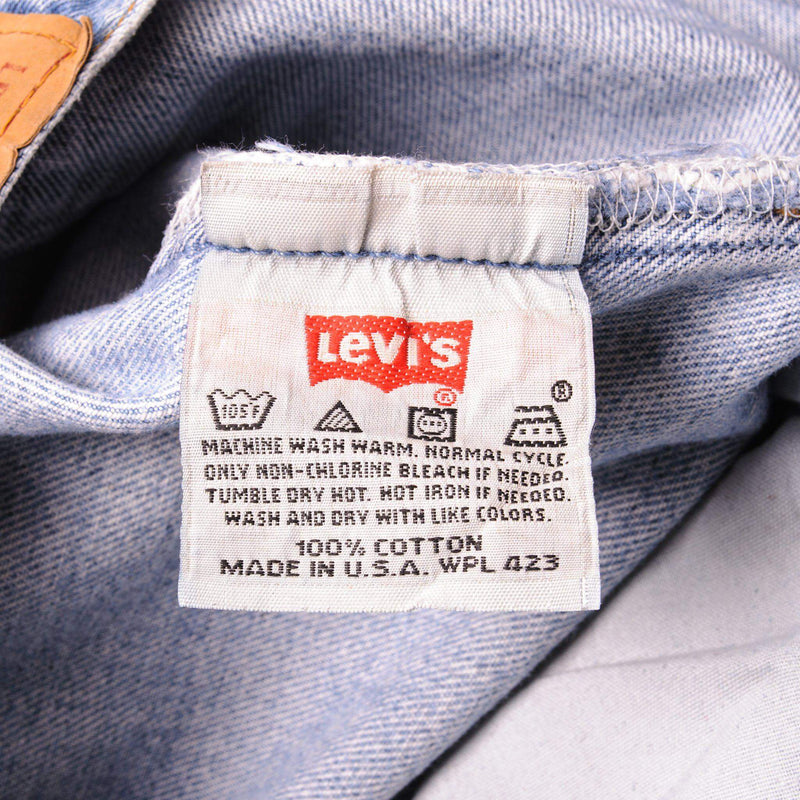 Levi's
®
®
105F
MACHINE WASH WARM. NORMAL CYCLE.
ONLY NON-CHLORINE BLEACH IF NEEDED.
TUMBLE DRY HOT. HOT IRON IF NEEDED.
WASH AND DRY WITH LIKE COLORS.
100% COTTON
MADE IN U.S.A. WPL 423